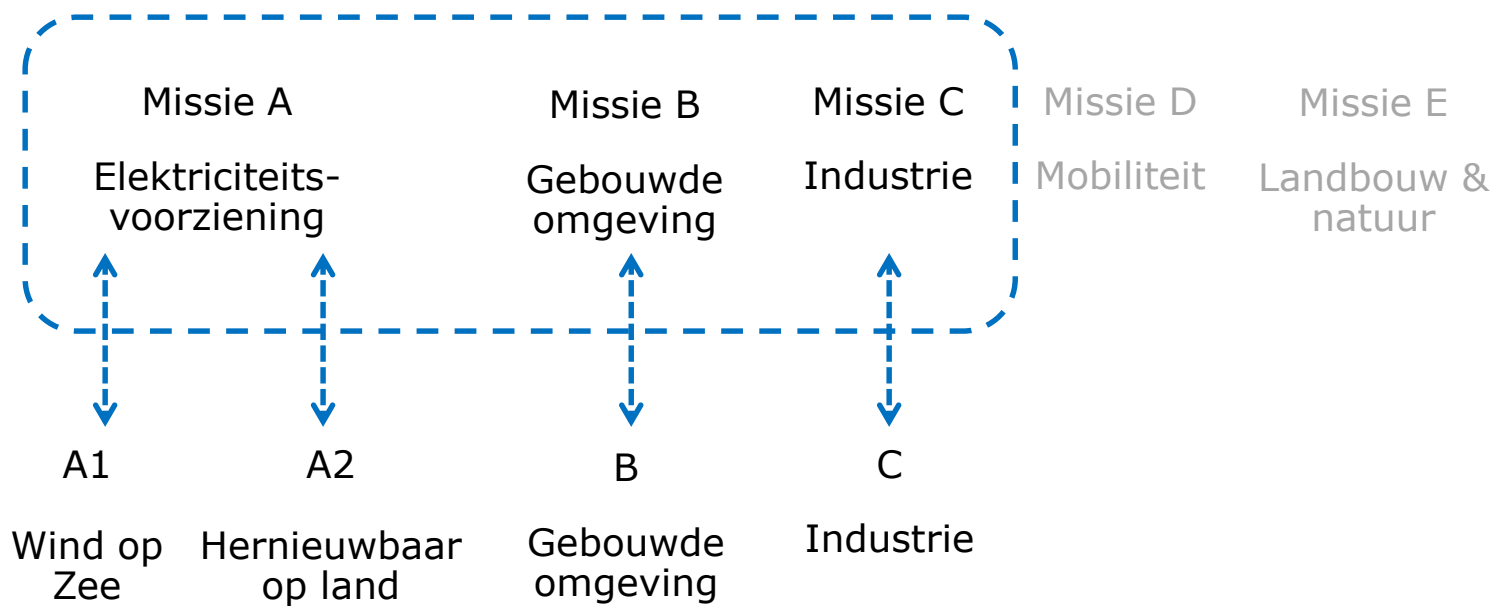 Missie A
Missie B
Missie C
Missie D
Missie E
Elektriciteits-
voorziening
Gebouwde
omgeving
Industrie
Mobiliteit
Landbouw &
natuur
A1
A2
B
C
Wind op
Zee
Hernieuwbaar
op land
Gebouwde
omgeving
Industrie